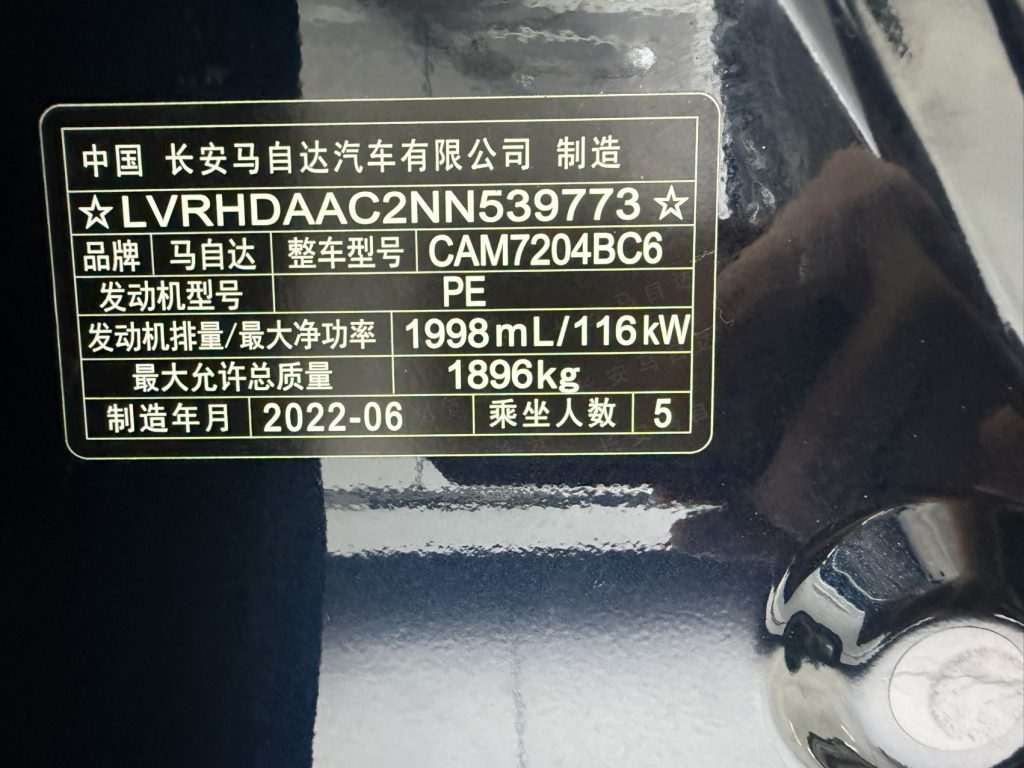 中国 长安马自达汽车有限公司 制造
☆LVRHDAAC2NN539773☆
品牌 马自达 整车型号 CAM7204BC6
发动机型号 PE
发动机排量/最大净功率 1998mL/116kW
最大允许总质量 1896kg
制造年月 2022-06 乘坐人数 5